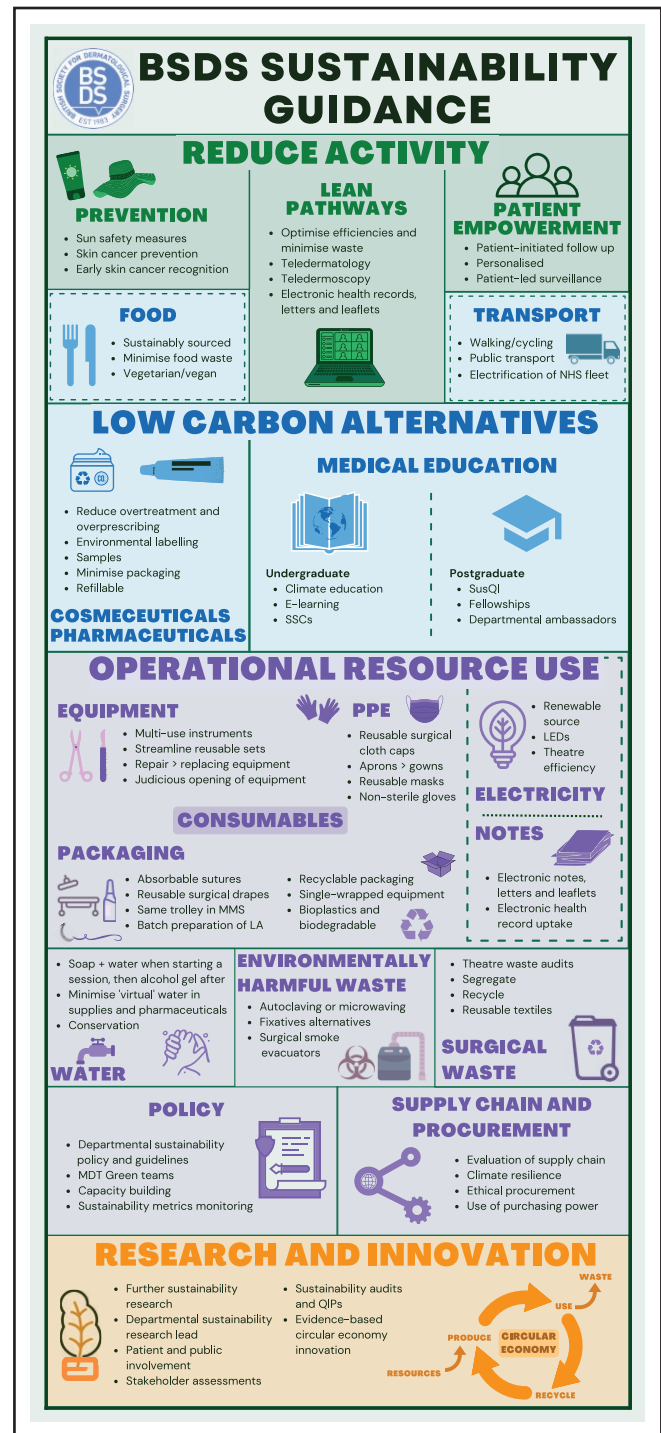 BRITISH SOCIETY FOR DERMATOLOGICAL SURGERY
BS
DS
EST 1983
BSDS SUSTAINABILITY
GUIDANCE
REDUCE ACTIVITY
PREVENTION
• Sun safety measures
• Skin cancer prevention
• Early skin cancer recognition
LEAN
PATHWAYS
• Optimise efficiencies and
minimise waste
• Teledermatology
• Teledermoscopy
• Electronic health records,
letters and leaflets
PATIENT
EMPOWERMENT
• Patient-initiated follow up
• Personalised
• Patient-led surveillance
FOOD
• Sustainably sourced
• Minimise food waste
• Vegetarian/vegan
TRANSPORT
• Walking/cycling
• Public transport
• Electrification of NHS fleet
LOW CARBON ALTERNATIVES
• Reduce overtreatment and
overprescribing
• Environmental labelling
• Samples
• Minimise packaging
• Refillable
COSMECEUTICALS
PHARMACEUTICALS
MEDICAL EDUCATION
Undergraduate
• Climate education
• E-learning
• SSCs
Postgraduate
• SusQI
• Fellowships
• Departmental ambassadors
OPERATIONAL RESOURCE USE
EQUIPMENT
• Multi-use instruments
• Streamline reusable sets
• Repair > replacing equipment
• Judicious opening of equipment
PPE
• Reusable surgical
cloth caps
• Aprons > gowns
• Reusable masks
• Non-sterile gloves
• Renewable
source
• LEDs
• Theatre
efficiency
ELECTRICITY
CONSUMABLES
PACKAGING
• Absorbable sutures
• Reusable surgical drapes
• Same trolley in MMS
• Batch preparation of LA
• Recyclable packaging
• Single-wrapped equipment
• Bioplastics and
biodegradable
NOTES
• Electronic notes,
letters and leaflets
• Electronic health
record uptake
• Soap + water when starting a
session, then alcohol gel after
• Minimise 'virtual' water in
supplies and pharmaceuticals
• Conservation
WATER
ENVIRONMENTALLY
HARMFUL WASTE
• Autoclaving or microwaving
• Fixatives alternatives
• Surgical smoke
evacuators
• Theatre waste audits
• Segregate
• Recycle
• Reusable textiles
SURGICAL
WASTE
POLICY
• Departmental sustainability
policy and guidelines
• MDT Green teams
• Capacity building
• Sustainability metrics monitoring
SUPPLY CHAIN AND
PROCUREMENT
• Evaluation of supply chain
• Climate resilience
• Ethical procurement
• Use of purchasing power
RESEARCH AND INNOVATION
• Further sustainability
research
• Departmental sustainability
research lead
• Patient and public
involvement
• Stakeholder assessments
• Sustainability audits
and QIPs
• Evidence-based
circular economy
innovation
WASTE
USE
PRODUCE
CIRCULAR
ECONOMY
RESOURCES
RECYCLE